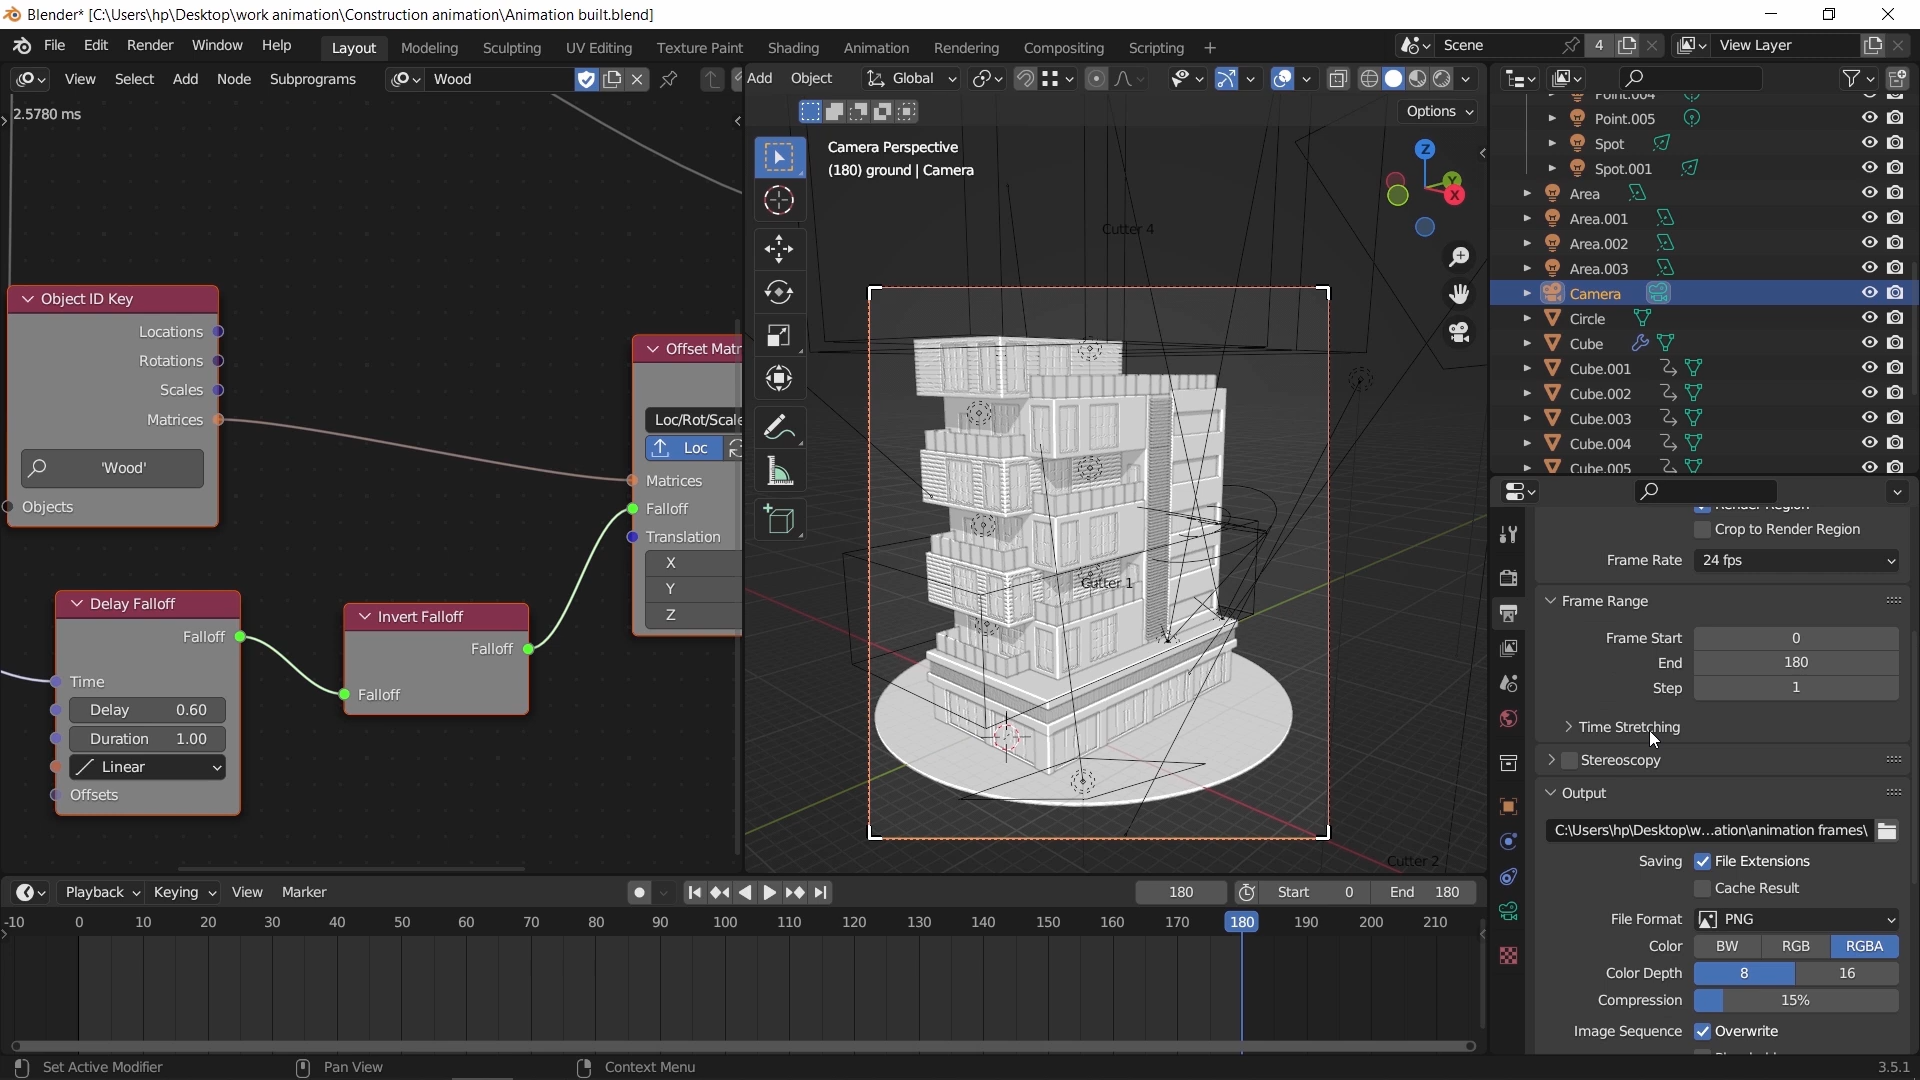 Blender* [C:\Users\hp\Desktop\work animation\Construction animation\Animation built.blend]
File Edit Render Window Help
Layout Modeling Sculpting UV Editing Texture Paint Shading Animation Rendering Compositing Scripting
Scene 4 View Layer
View Select Add Node Subprograms Wood
2.5780 ms
Object ID Key
Locations
Rotations
Scales
Matrices
'Wood'
Objects
Delay Falloff
Falloff
Time
Delay 0.60
Duration 1.00
Linear
Offsets
Invert Falloff
Falloff
Falloff
Offset Matr
Loc/Rot/Scale
Loc
Matrices
Falloff
Translation
X
Y
Z
Add Object Global
Options
Camera Perspective
(180) ground | Camera
Z
Y
X
Cutter 4
Cutter 1
Cutter 2
Point.004
Point.005
Spot
Spot.001
Area
Area.001
Area.002
Area.003
Camera
Circle
Cube
Cube.001
Cube.002
Cube.003
Cube.004
Cube.005
Render Region
Crop to Render Region
Frame Rate 24 fps
Frame Range
Frame Start 0
End 180
Step 1
Time Stretching
Stereoscopy
Output
C:\Users\hp\Desktop\w...ation\animation frames\
Saving File Extensions
Cache Result
File Format PNG
Color BW RGB RGBA
Color Depth 8 16
Compression 15%
Image Sequence Overwrite
Playback Keying View Marker
180 Start 0 End 180
-10 0 10 20 30 40 50 60 70 80 90 100 110 120 130 140 150 160 170 180 190 200 210
Set Active Modifier Pan View Context Menu 3.5.1